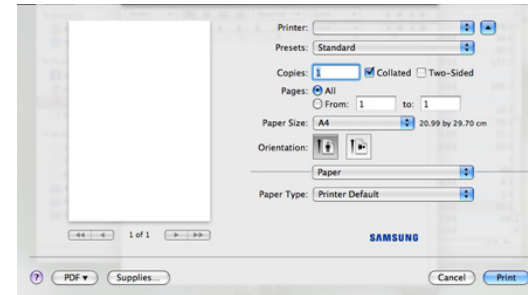 Printer:
Presets: Standard
Copies: 1 Collated Two-Sided
Pages: All
From: 1 to: 1
Paper Size: A4 20.99 by 29.70 cm
Orientation:
Paper
Paper Type: Printer Default
1 of 1
SAMSUNG
? PDF Supplies... Cancel Print